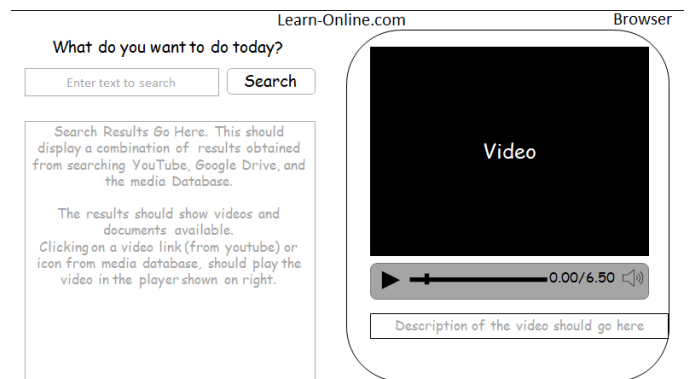 Learn-Online.com
Browser
What do you want to do today?
Enter text to search
Search
Search Results Go Here. This should
display a combination of results obtained
from searching YouTube, Google Drive, and
the media Database.
The results should show videos and
documents available.
Clicking on a video link (from youtube) or
icon from media database, should play the
video in the player shown on right.
Video
0.00/6.50
Description of the video should go here